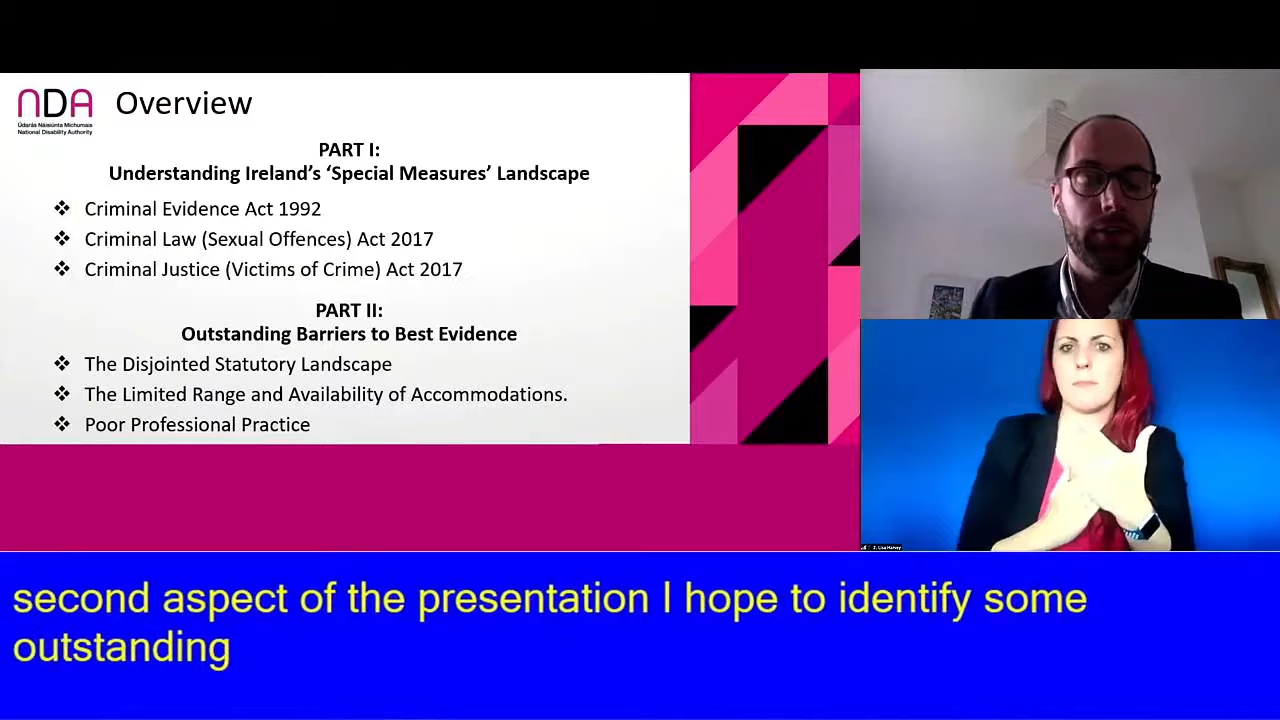 NDA
Údarás Náisiúnta Míchumais
National Disability Authority
Overview
PART I:
Understanding Ireland’s ‘Special Measures’ Landscape
❖ Criminal Evidence Act 1992
❖ Criminal Law (Sexual Offences) Act 2017
❖ Criminal Justice (Victims of Crime) Act 2017
PART II:
Outstanding Barriers to Best Evidence
❖ The Disjointed Statutory Landscape
❖ The Limited Range and Availability of Accommodations.
❖ Poor Professional Practice
second aspect of the presentation I hope to identify some
outstanding